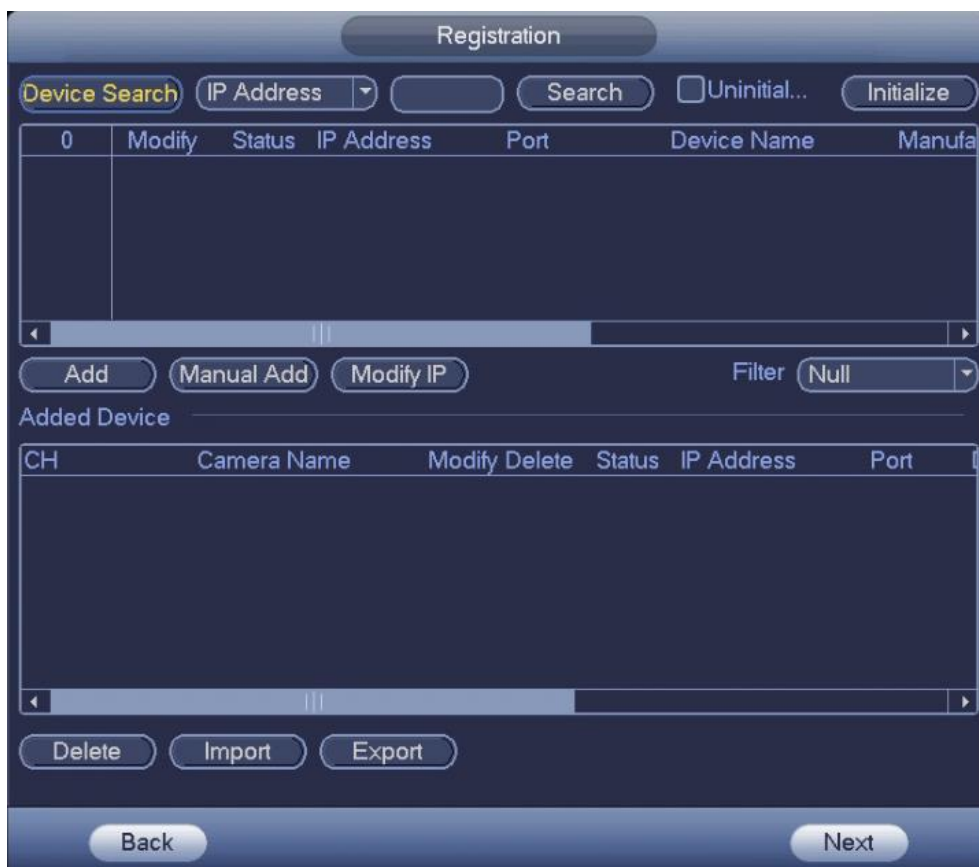 Registration
Device Search IP Address Search Uninitial... Initialize
0 Modify Status IP Address Port Device Name Manufa
Add Manual Add Modify IP Filter Null
Added Device
CH Camera Name Modify Delete Status IP Address Port
Delete Import Export
Back Next